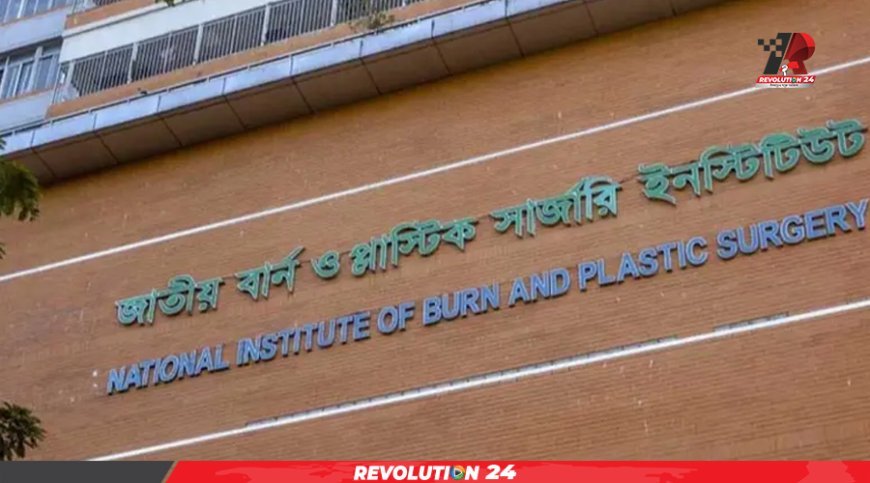 REVOLUTION 24
জাতীয় বার্ন ও প্লাস্টিক সার্জারি ইনস্টিটিউট
NATIONAL INSTITUTE OF BURN AND PLASTIC SURGERY
REVOLUTION 24